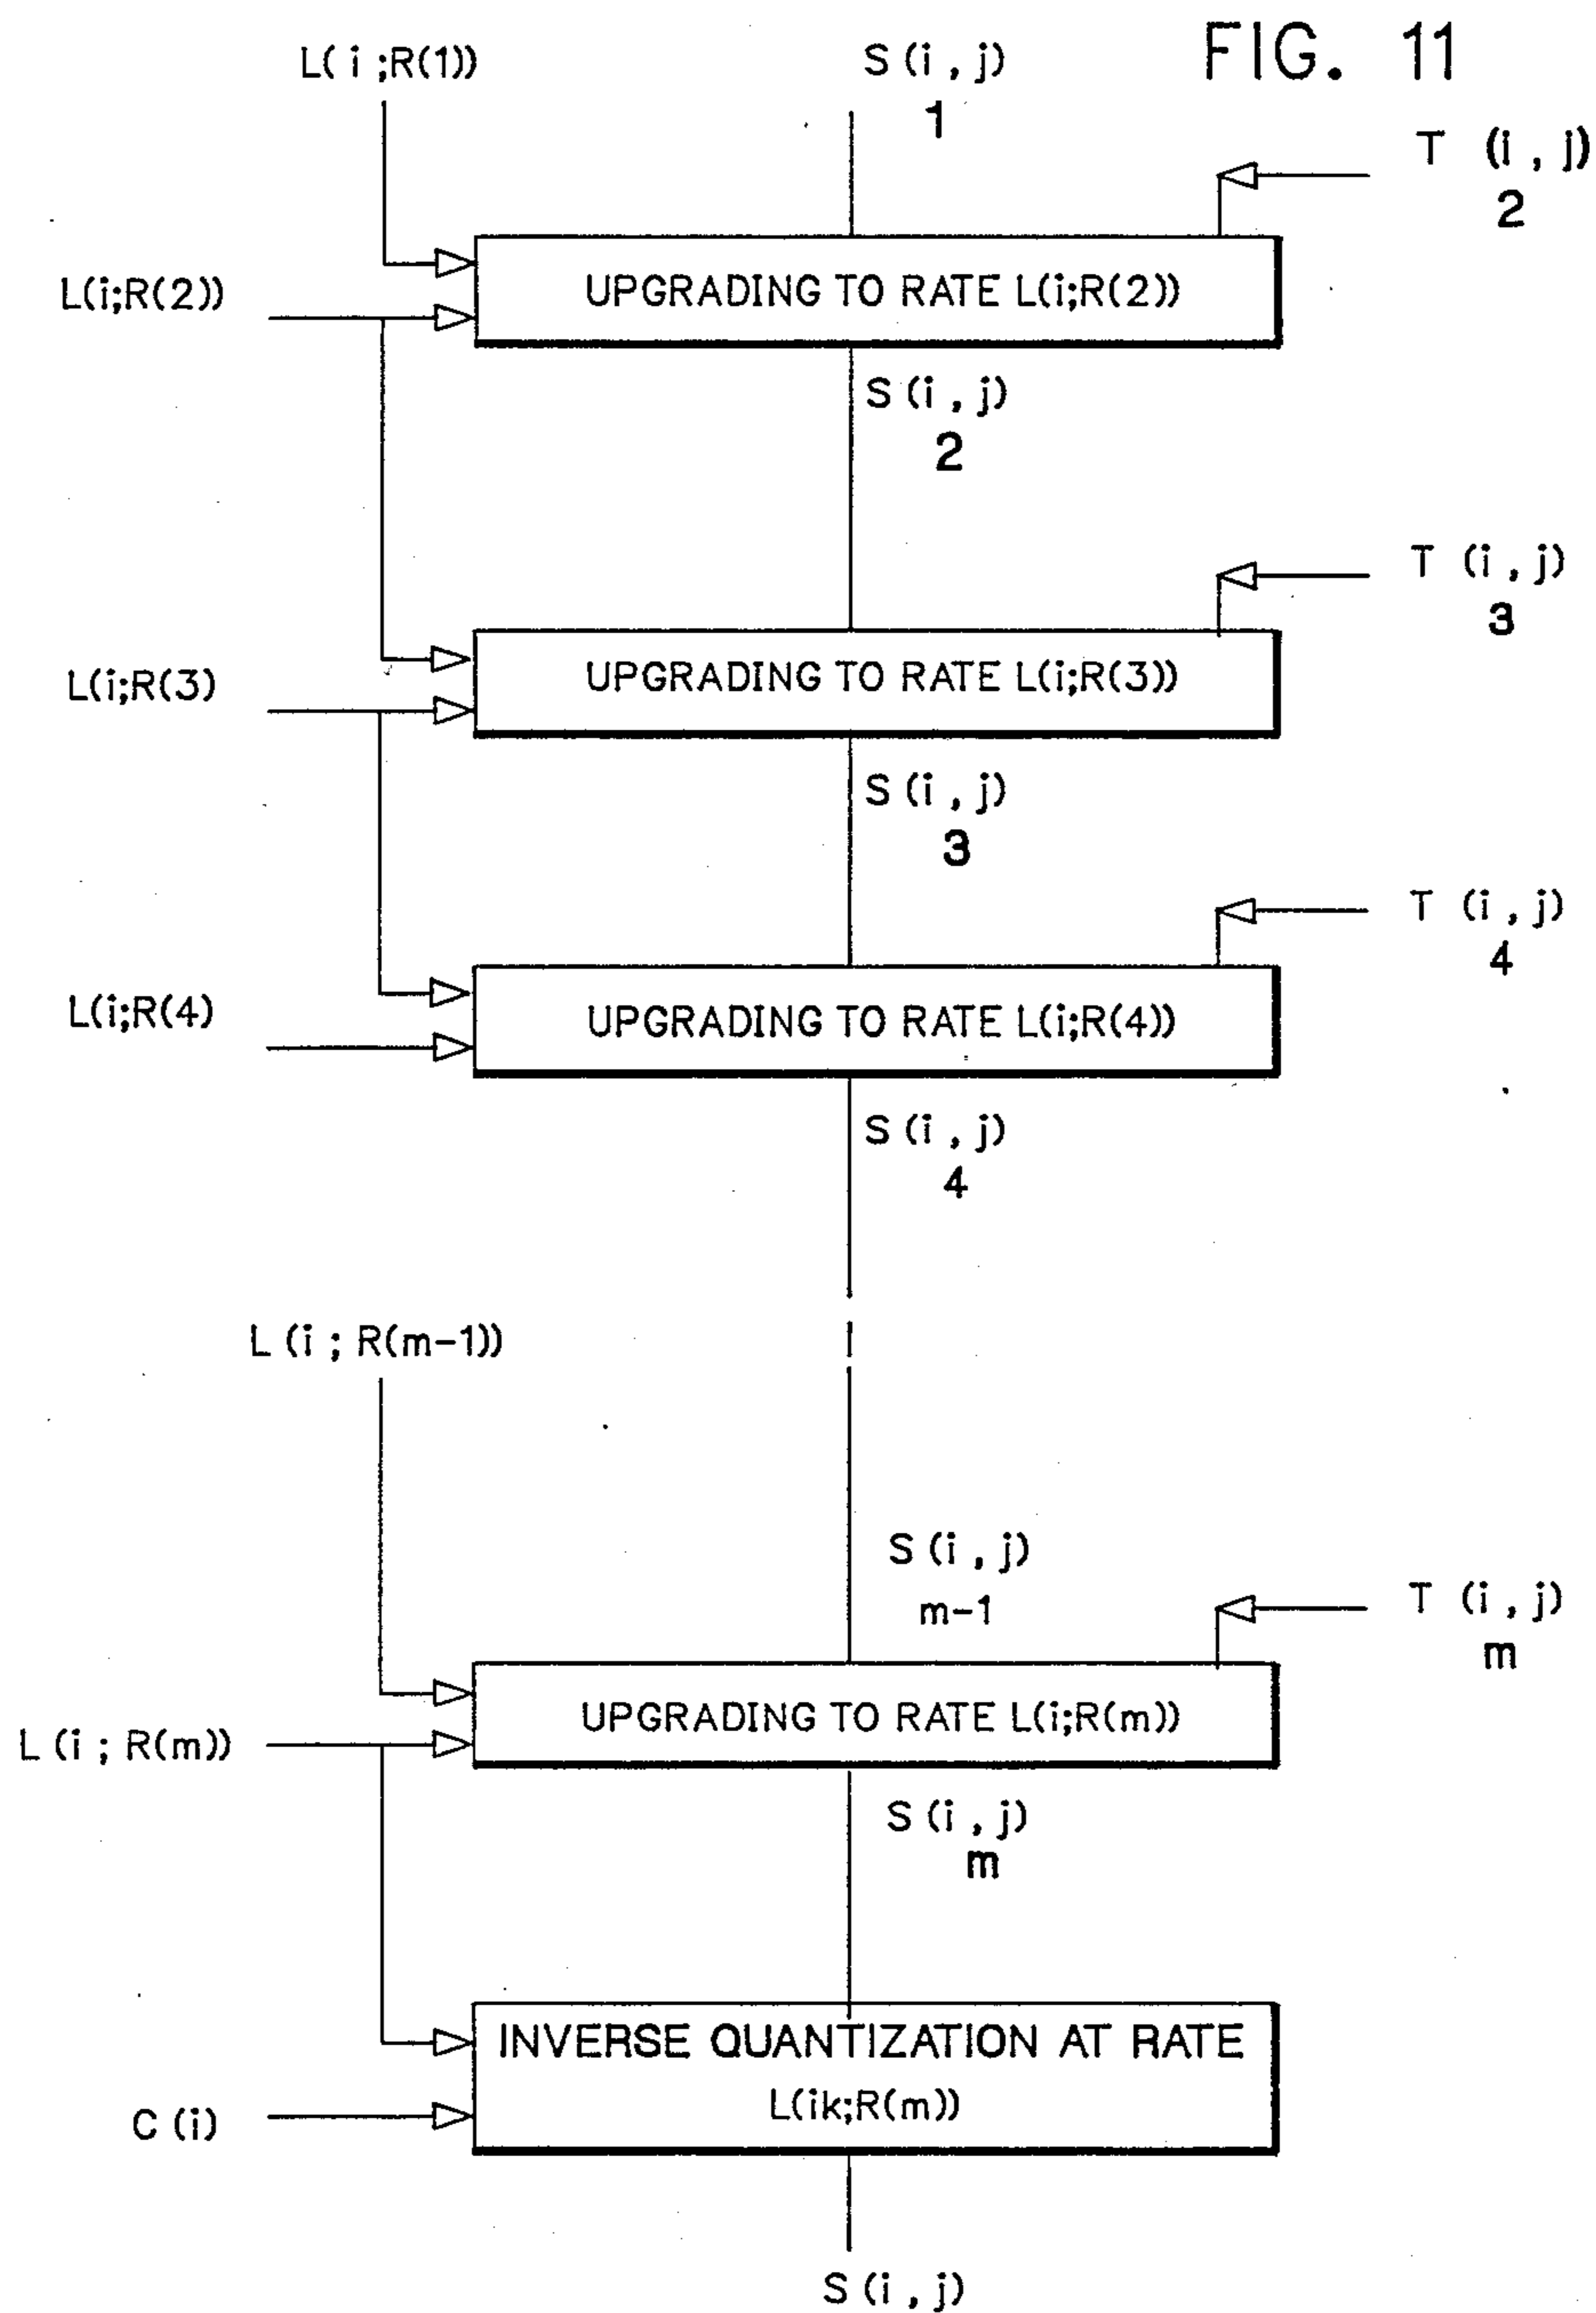 FIG. 11
L( i ;R(1))
S (i , j)
1
T (i , j)
2
L(i;R(2))
UPGRADING TO RATE L(i;R(2))
S (i , j)
2
T (i , j)
3
L(i;R(3)
UPGRADING TO RATE L(i;R(3))
S (i , j)
3
T (i , j)
4
L(i;R(4)
UPGRADING TO RATE L(i;R(4))
S (i , j)
4
L (i ; R(m-1))
S (i , j)
m-1
T (i , j)
m
L (i ; R(m))
UPGRADING TO RATE L(i;R(m))
S (i , j)
m
INVERSE QUANTIZATION AT RATE
L(ik;R(m))
C (i)
S (i , j)